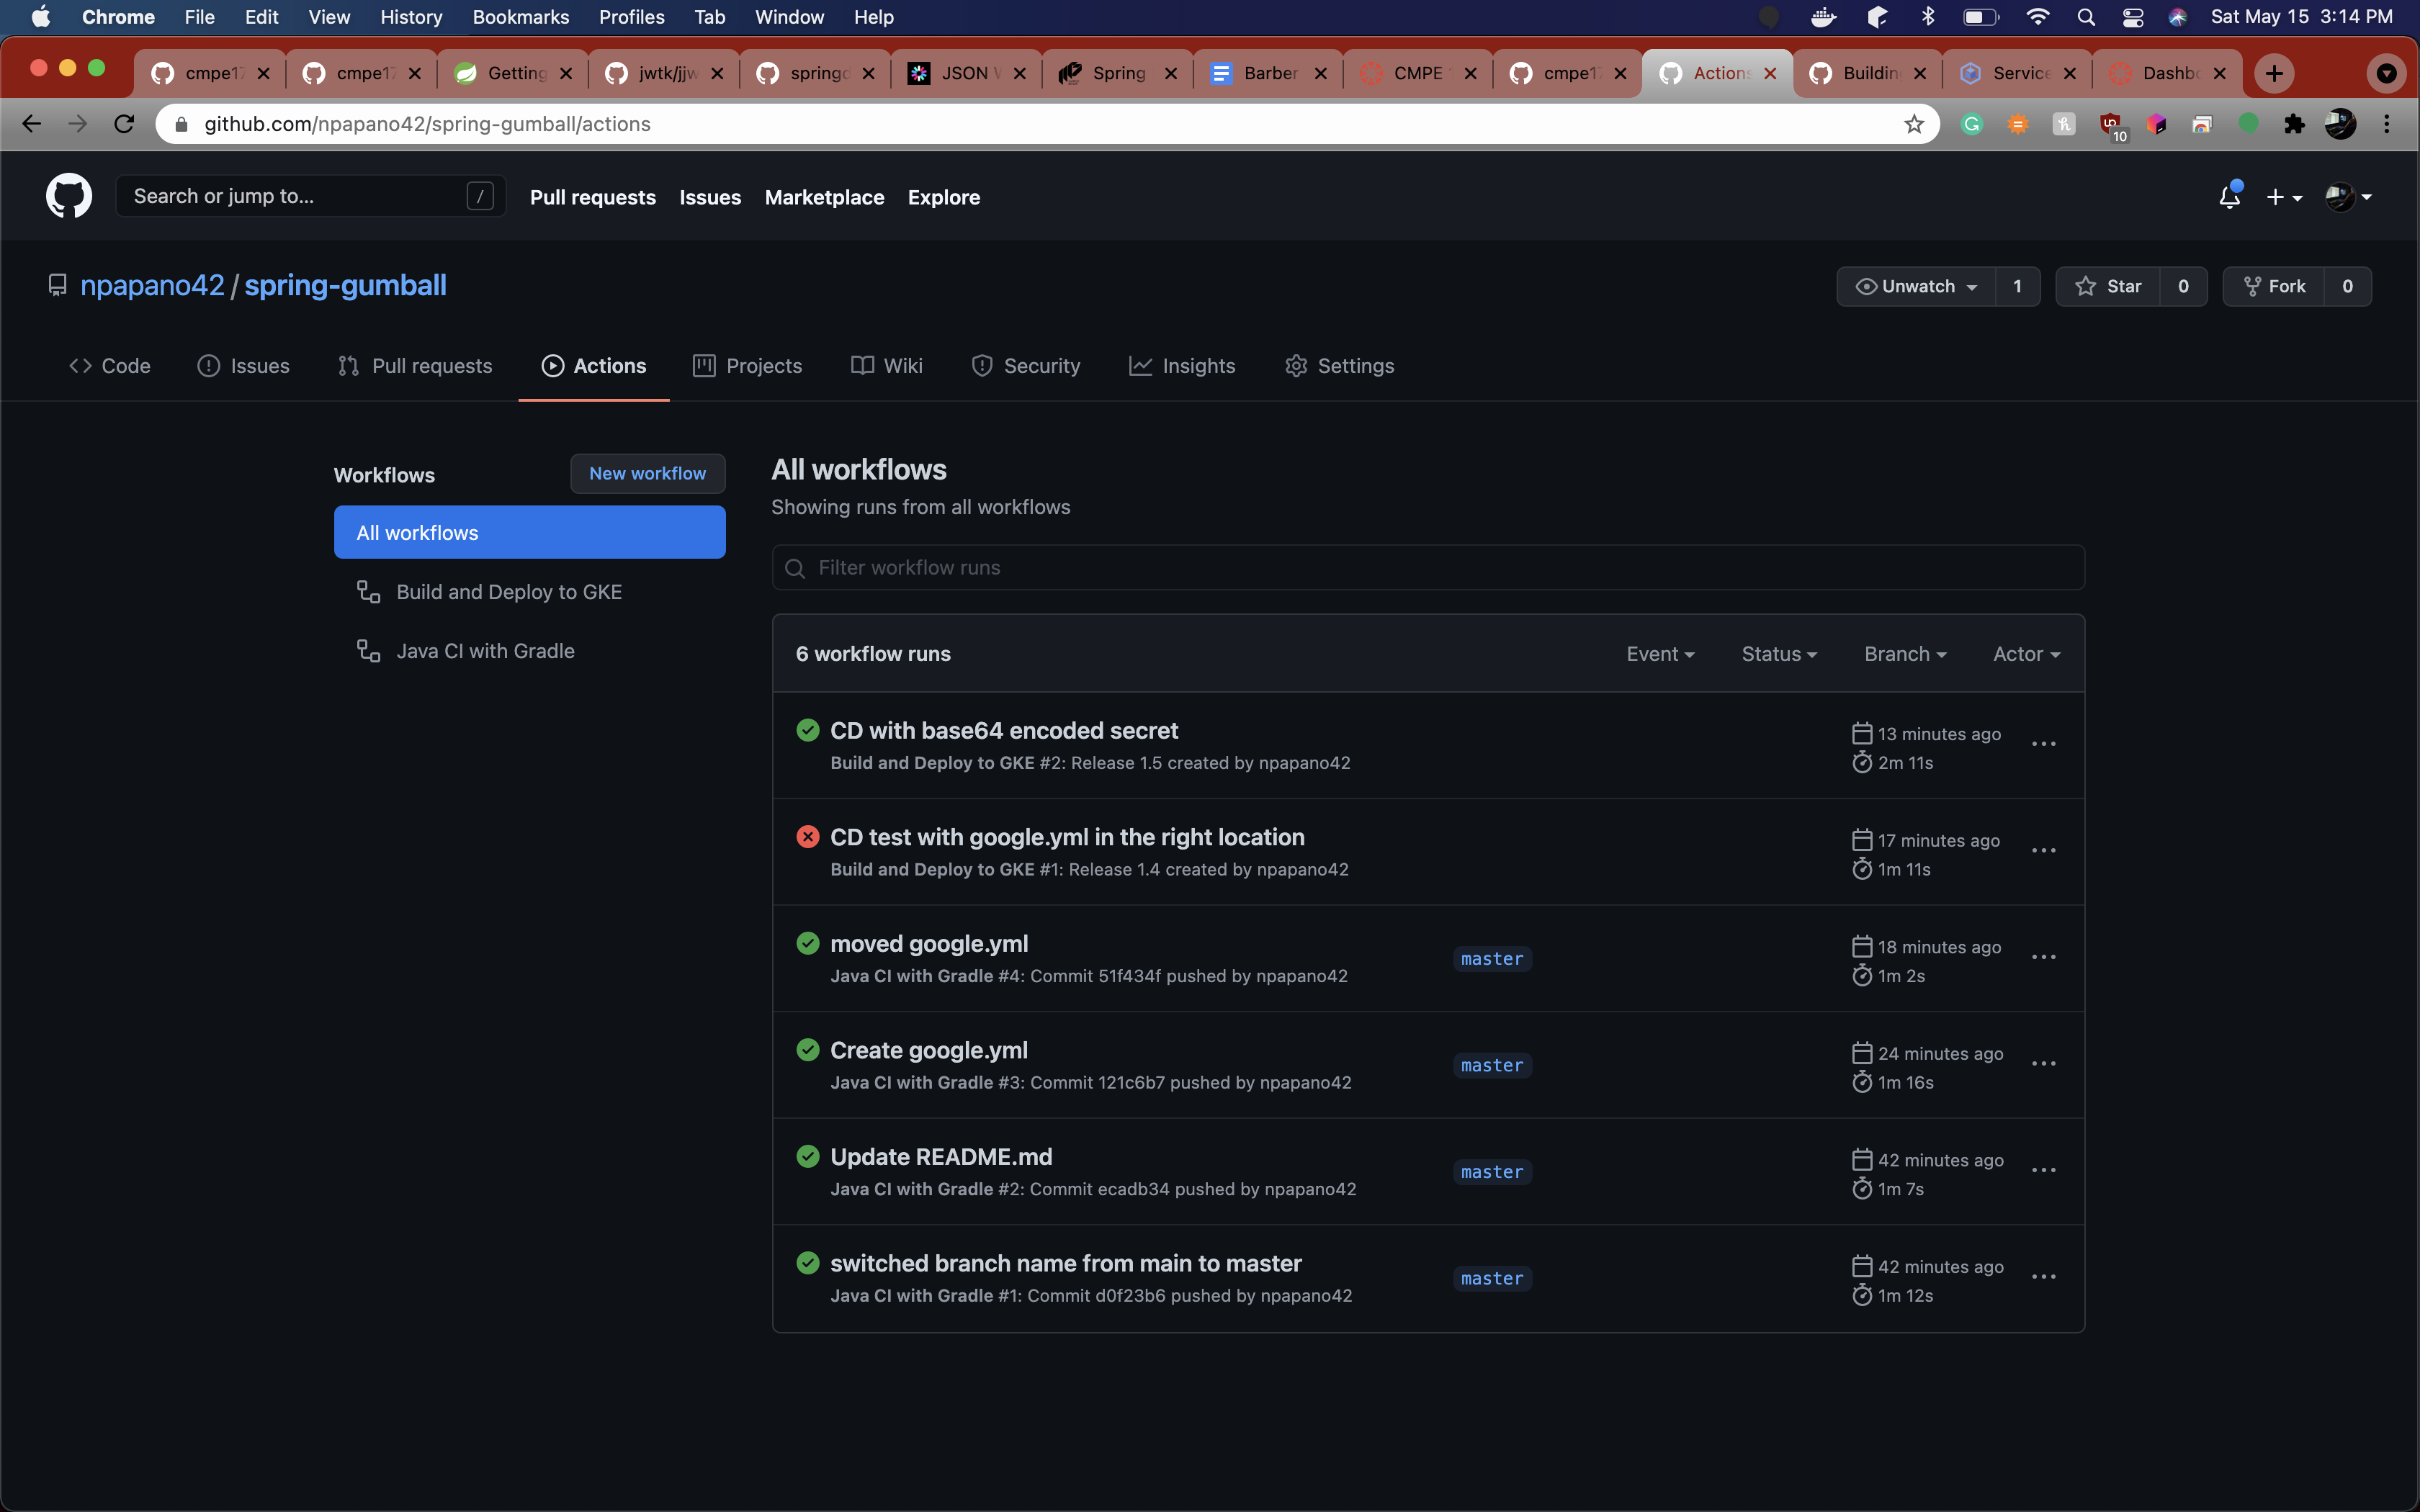 Chrome File Edit View History Bookmarks Profiles Tab Window Help Sat May 15 3:14 PM
cmpe17 cmpe17 Getting jwtk/jjw springd JSON W Spring Barber CMPE cmpe17 Actions Building Service Dashbo
github.com/npapano42/spring-gumball/actions 10
Search or jump to... / Pull requests Issues Marketplace Explore
npapano42 / spring-gumball Unwatch 1 Star 0 Fork 0
Code Issues Pull requests Actions Projects Wiki Security Insights Settings
Workflows New workflow
All workflows
Build and Deploy to GKE
Java CI with Gradle
All workflows
Showing runs from all workflows
Filter workflow runs
6 workflow runs Event Status Branch Actor
CD with base64 encoded secret 13 minutes ago
Build and Deploy to GKE #2: Release 1.5 created by npapano42 2m 11s
CD test with google.yml in the right location 17 minutes ago
Build and Deploy to GKE #1: Release 1.4 created by npapano42 1m 11s
moved google.yml master 18 minutes ago
Java CI with Gradle #4: Commit 51f434f pushed by npapano42 1m 2s
Create google.yml master 24 minutes ago
Java CI with Gradle #3: Commit 121c6b7 pushed by npapano42 1m 16s
Update README.md master 42 minutes ago
Java CI with Gradle #2: Commit ecadb34 pushed by npapano42 1m 7s
switched branch name from main to master master 42 minutes ago
Java CI with Gradle #1: Commit d0f23b6 pushed by npapano42 1m 12s